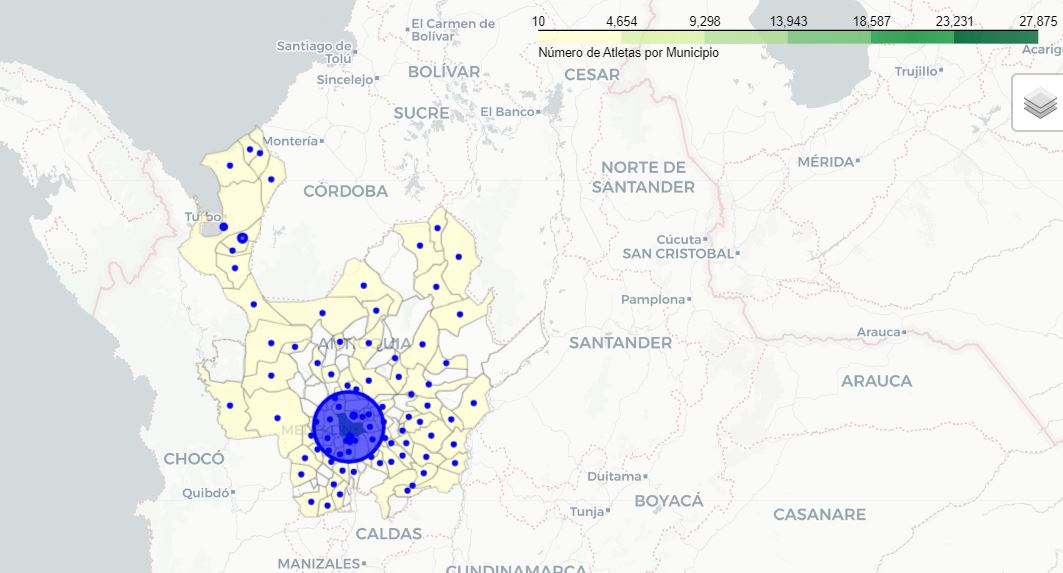 10 4,654 9,298 13,943 18,587 23,231 27,875
Número de Atletas por Municipio
El Carmen de
Bolívar
Santiago de
Tolú
Sincelejo
BOLÍVAR
CESAR
Trujillo
Acarig
SUCRE
El Banco
Montería
NORTE DE
SANTANDER
MÉRIDA
CÓRDOBA
Turbo
Cúcuta
SAN CRISTOBAL
Pamplona
ANTIOQUIA
SANTANDER
Arauca
ARAUCA
CHOCÓ
Quibdó
Duitama
BOYACÁ
Tunja
CASANARE
CALDAS
MANIZALES
CUNDINAMARCA